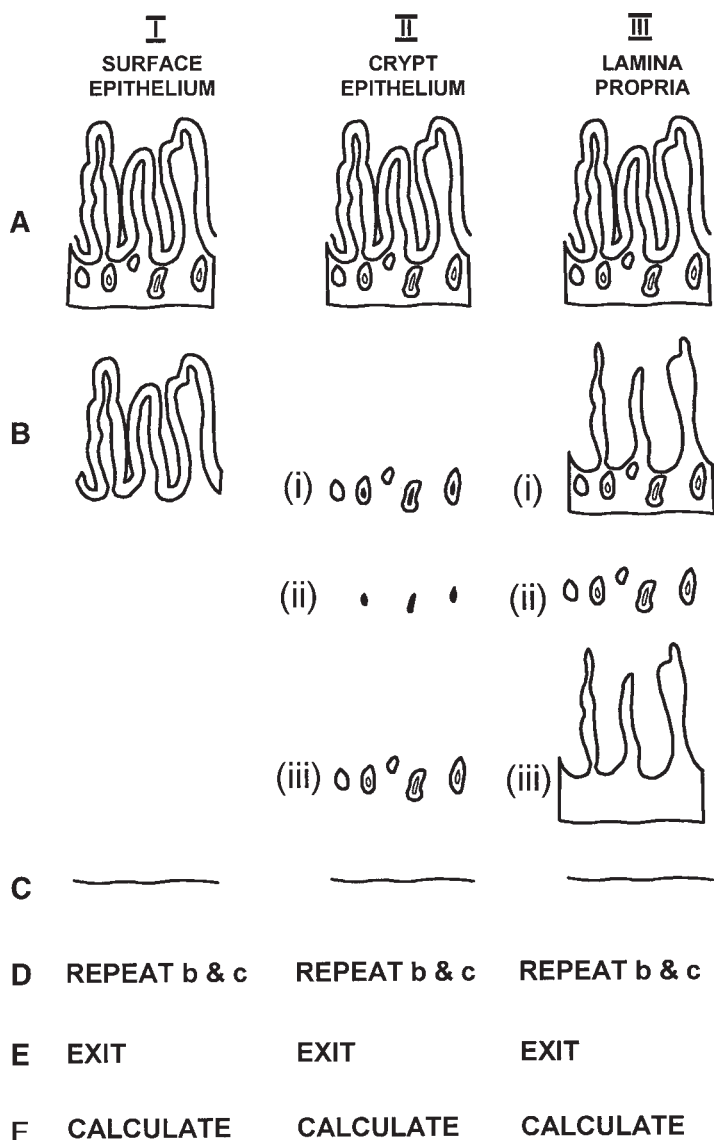 I II III
SURFACE EPITHELIUM CRYPT EPITHELIUM LAMINA PROPRIA
A
B
(i) (i)
(ii) (ii)
(iii) (iii)
C
D REPEAT b & c REPEAT b & c REPEAT b & c
E EXIT EXIT EXIT
F CALCULATE CALCULATE CALCULATE